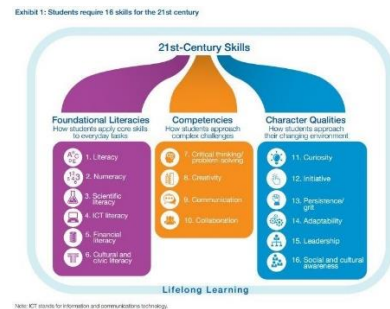 Exhibit 1: Students require 16 skills for the 21st century
21st-Century Skills
Foundational Literacies
How students apply core skills
to everyday tasks
1. Literacy
2. Numeracy
3. Scientific
literacy
4. ICT literacy
5. Financial
literacy
6. Cultural and
civic literacy
Competencies
How students approach
complex challenges
7. Critical thinking/
problem-solving
8. Creativity
9. Communication
10. Collaboration
Character Qualities
How students approach
their changing environment
11. Curiosity
12. Initiative
13. Persistence/
grit
14. Adaptability
15. Leadership
16. Social and cultural
awareness
Lifelong Learning
Note: ICT stands for information and communications technology.